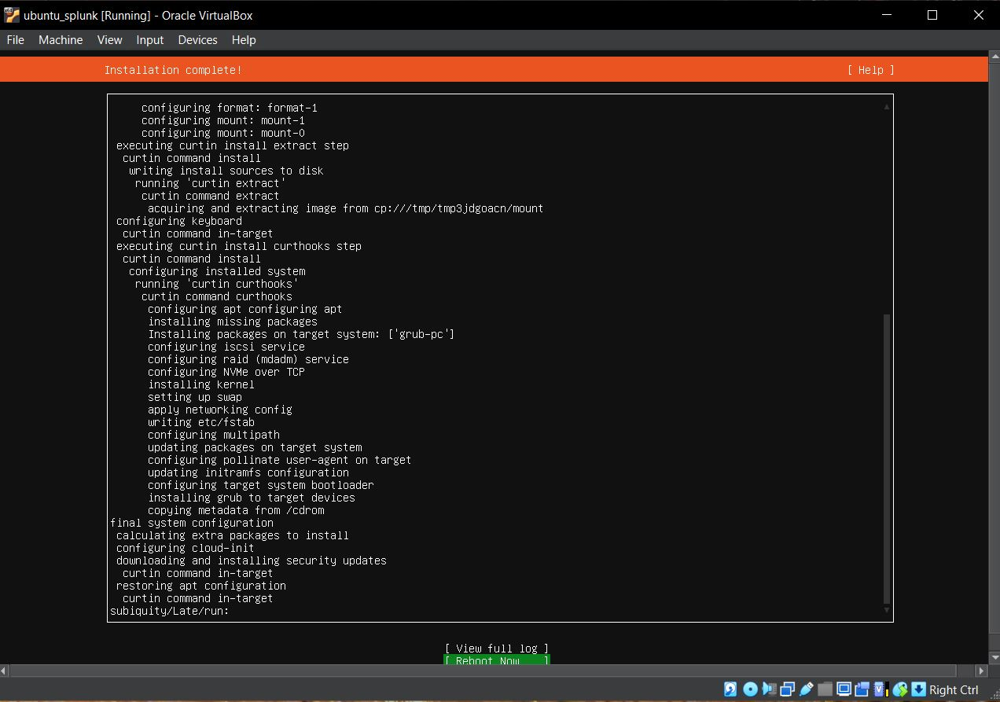 ubuntu_splunk [Running] - Oracle VirtualBox
File Machine View Input Devices Help
Installation complete! [ Help ]
configuring format: format-1
configuring mount: mount-1
configuring mount: mount-0
executing curtin install extract step
curtin command install
writing install sources to disk
running 'curtin extract'
curtin command extract
acquiring and extracting image from cp:///tmp/tmp3jdgoacn/mount
configuring keyboard
curtin command in-target
executing curtin install curthooks step
curtin command install
configuring installed system
running 'curtin curthooks'
curtin command curthooks
configuring apt configuring apt
installing missing packages
Installing packages on target system: ['grub-pc']
configuring iscsi service
configuring raid (mdadm) service
configuring NVMe over TCP
installing kernel
setting up swap
apply networking config
writing etc/fstab
configuring multipath
updating packages on target system
configuring pollinate user-agent on target
updating initramfs configuration
configuring target system bootloader
installing grub to target devices
copying metadata from /cdrom
final system configuration
calculating extra packages to install
configuring cloud-init
downloading and installing security updates
curtin command in-target
restoring apt configuration
curtin command in-target
subiquity/Late/run:
[ View full log ]
[ Reboot Now ]
Right Ctrl